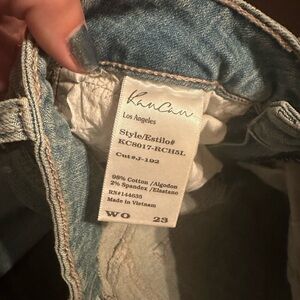 KanCan
Los Angeles
Style/Estilo#
KC8017-RCH5L
Cut#J-192
98% Cotton /Algodon
2% Spandex /Elastano
RN#144635
Made in Vietnam
WO 23